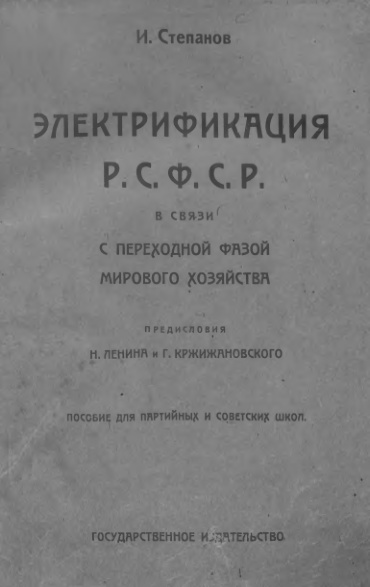 И. Степанов
ЭЛЕКТРИФИКАЦИЯ
Р. С. Ф. С. Р.
В СВЯЗИ
С ПЕРЕХОДНОЙ ФАЗОЙ
МИРОВОГО ХОЗЯЙСТВА
ПРЕДИСЛОВИЯ
Н. ЛЕНИНА и Г. КРЖИЖАНОВСКОГО
ПОСОБИЕ ДЛЯ ПАРТИЙНЫХ И СОВЕТСКИХ ШКОЛ.
ГОСУДАРСТВЕННОЕ ИЗДАТЕЛЬСТВО